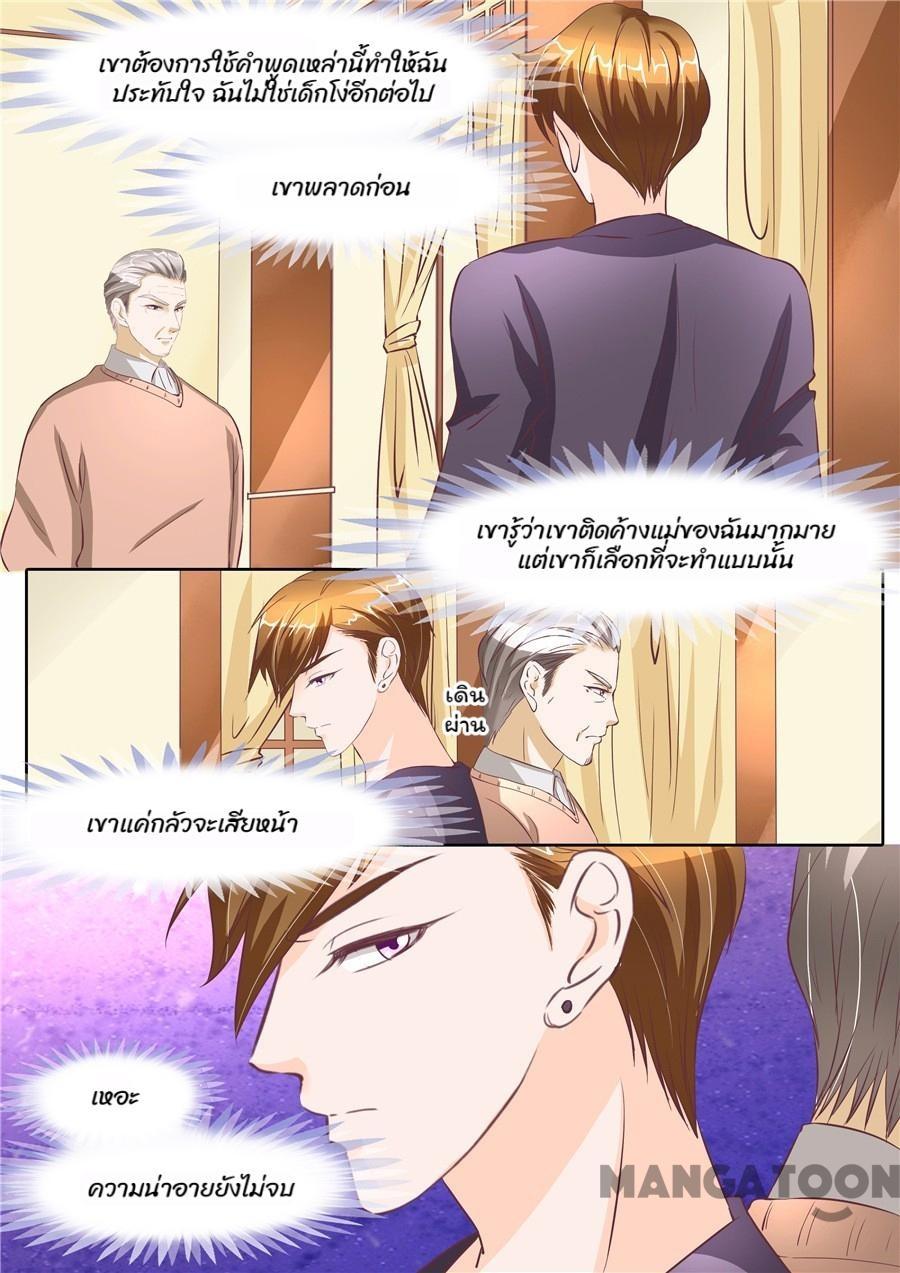 เขาต้องการใช้คำพูดเหล่านี้ทำให้ฉัน
ประทับใจ ฉันไม่ใช่เด็กโง่อีกต่อไป
เขาพลาดก่อน
เขารู้ว่าเขาติดค้างแม่ของฉันมากมาย
แต่เขาก็เลือกที่จะทำแบบนั้น
เดิน
ผ่าน
เขาแค่กลัวจะเสียหน้า
เหอะ
ความน่าอายยังไม่จบ
MANGATOON